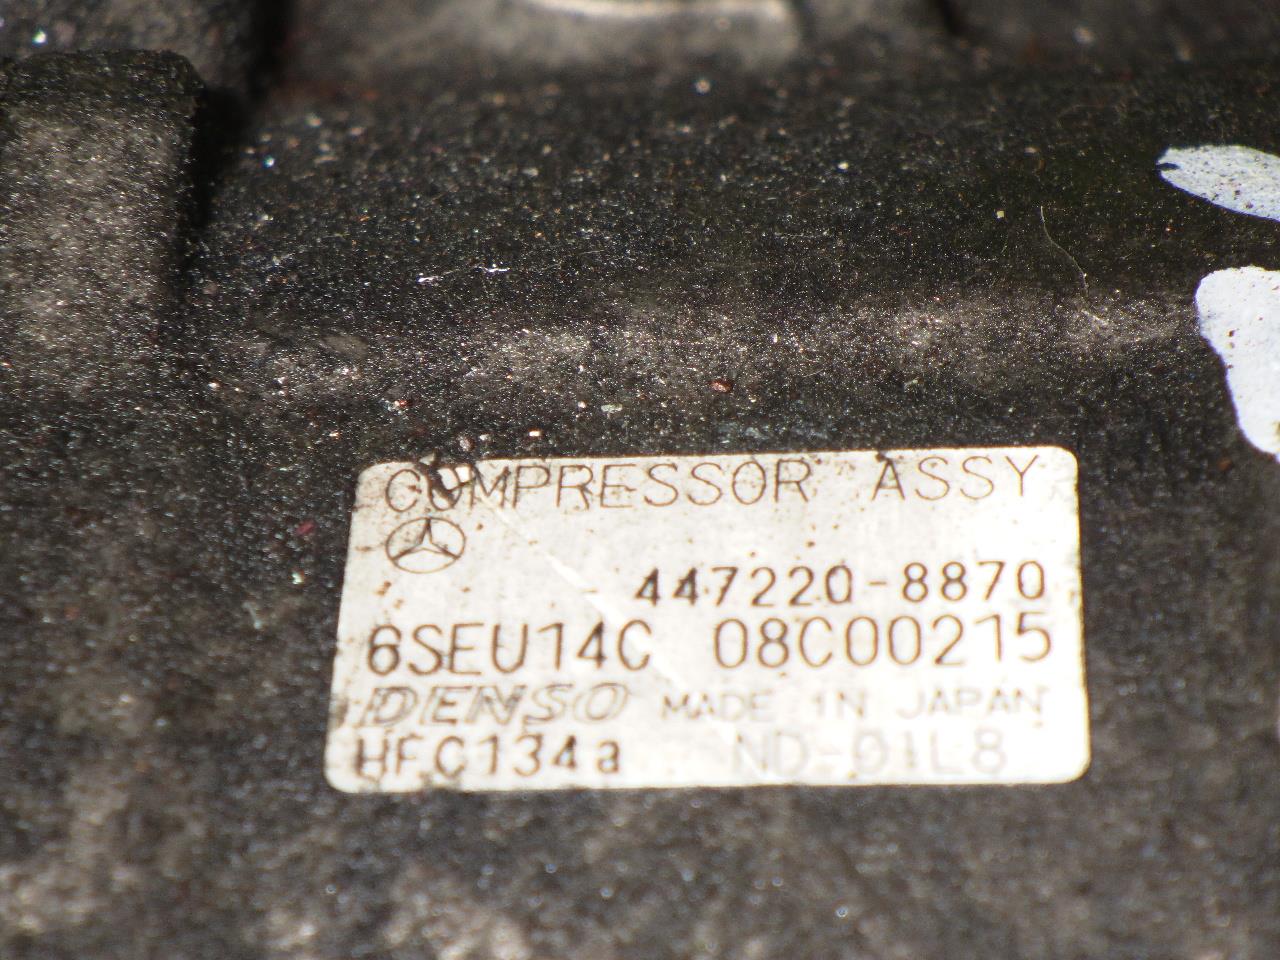 COMPRESSOR ASSY
447220-8870
6SEU14C 08C00215
DENSO MADE IN JAPAN
HFC134a ND-OIL8